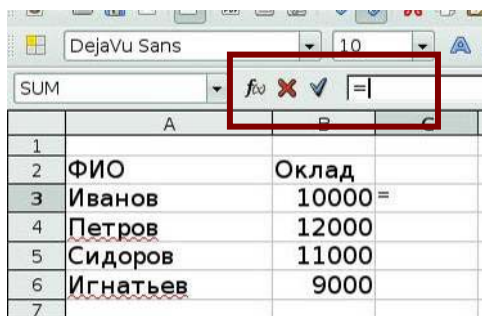 DejaVu Sans 10
SUM f(x) =
A B C
1
2 ФИО Оклад
3 Иванов 10000 =
4 Петров 12000
5 Сидоров 11000
6 Игнатьев 9000
7